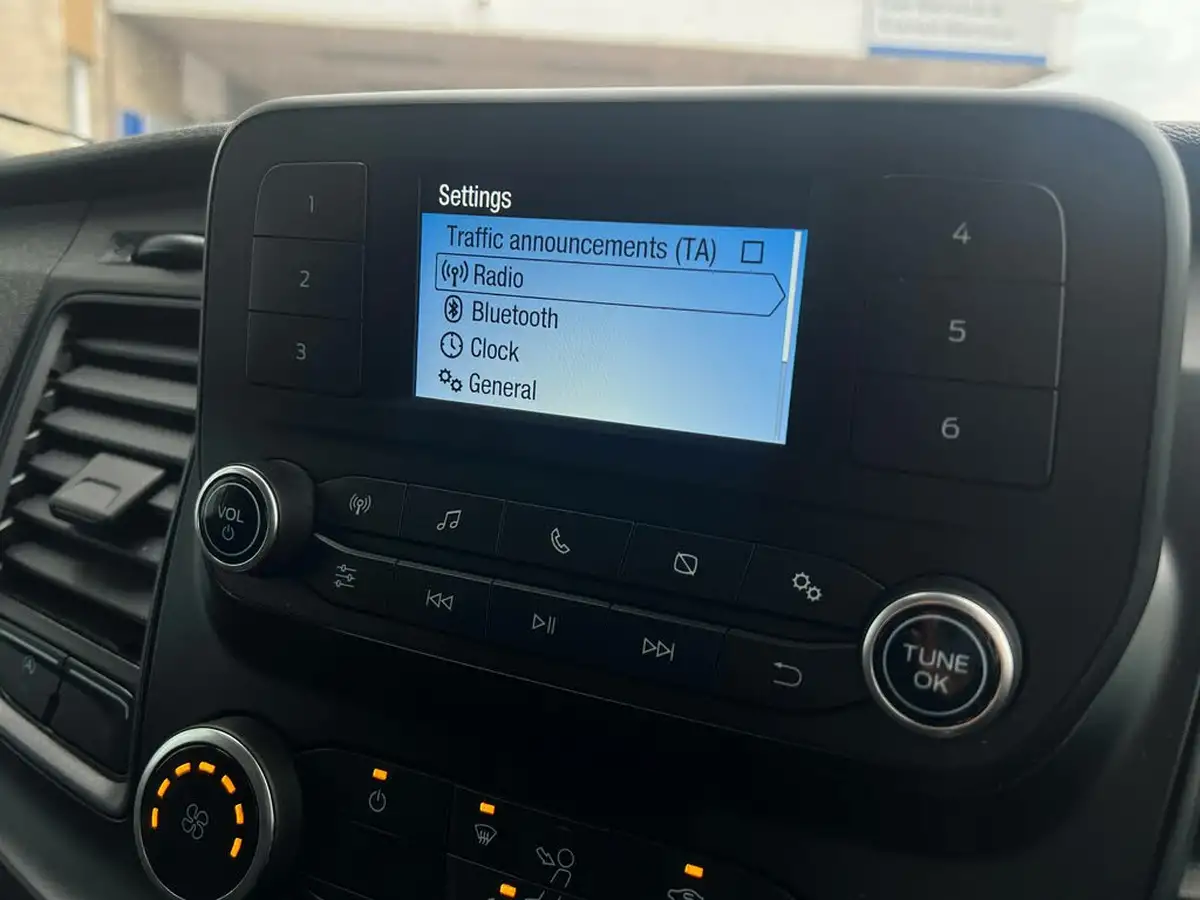 Settings
Traffic announcements (TA)
Radio
Bluetooth
Clock
General
1
2
3
4
5
6
VOL
TUNE
OK